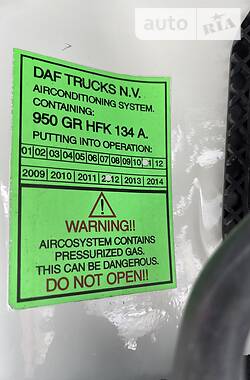 auto RIA
DAF TRUCKS N.V.
AIRCONDITIONING SYSTEM.
CONTAINING:
950 GR HFK 134 A.
PUTTING INTO OPERATION:
01 02 03 04 05 06 07 08 09 10 1 12
2009 2010 2011 2 12 2013 2014
WARNING!!
AIRCOSYSTEM CONTAINS
PRESSURIZED GAS.
THIS CAN BE DANGEROUS.
DO NOT OPEN!!